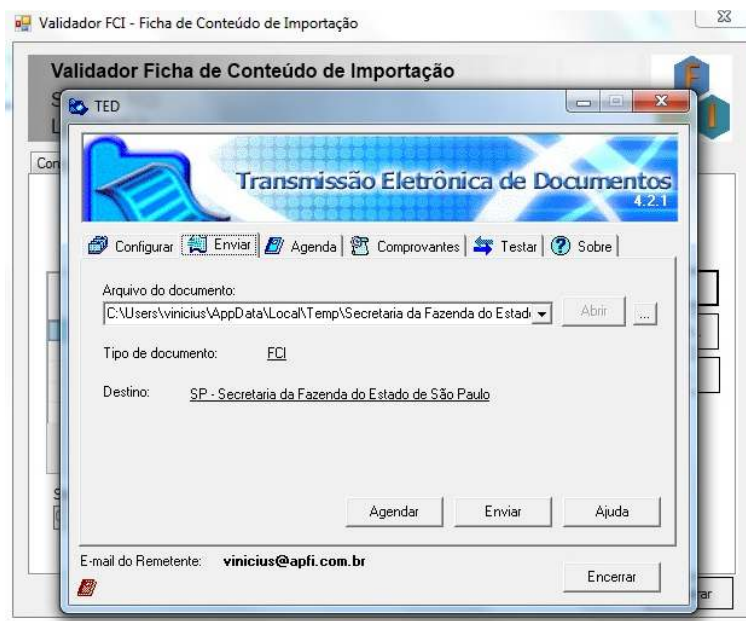 Validador FCI - Ficha de Conteúdo de Importação
Validador Ficha de Conteúdo de Importação
TED
Transmissão Eletrônica de Documentos
4.2.1
Configurar Enviar Agenda Comprovantes Testar Sobre
Arquivo do documento:
C:\Users\vinicius\AppData\Local\Temp\Secretaria da Fazenda do Estad Abrir ...
Tipo de documento: FCI
Destino: SP - Secretaria da Fazenda do Estado de São Paulo
Agendar Enviar Ajuda
E-mail do Remetente: vinicius@apfi.com.br
Encerrar